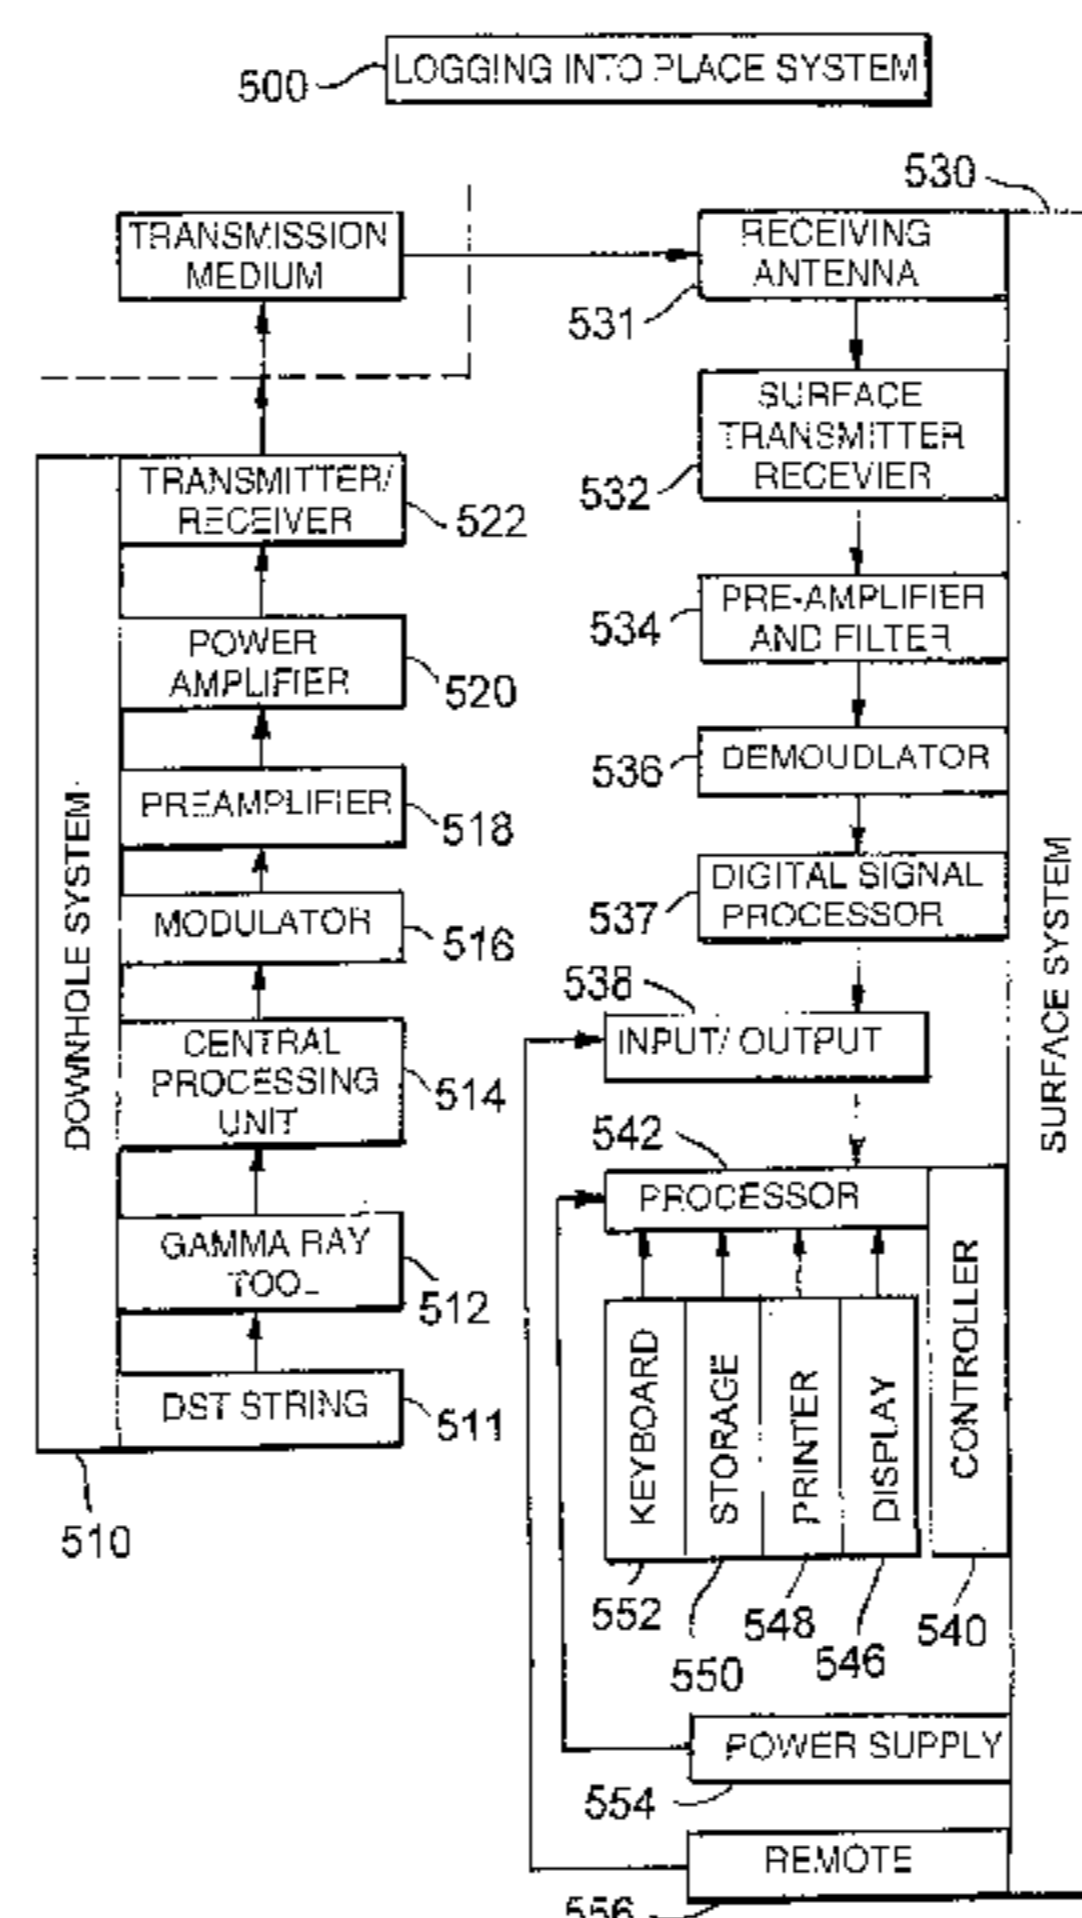 500
LOGGING INTO PLACE SYSTEM
530
TRANSMISSION
MEDIUM
RECEIVING
ANTENNA
531
SURFACE
TRANSMITTER
RECEVIER
532
TRANSMITTER/
RECEIVER
522
PRE-AMPLIFIER
AND FILTER
534
POWER
AMPLIFIER
520
DEMOUDLATOR
536
PREAMPLIFIER
518
DIGITAL SIGNAL
PROCESSOR
537
MODULATOR
516
DOWNHOLE SYSTEM
SURFACE SYSTEM
538
INPUT/ OUTPUT
CENTRAL
PROCESSING
UNIT
514
542
PROCESSOR
GAMMA RAY
TOOL
512
DST STRING
511
510
KEYBOARD
STORAGE
PRINTER
DISPLAY
CONTROLLER
552
550
548
546
540
POWER SUPPLY
554
REMOTE
556